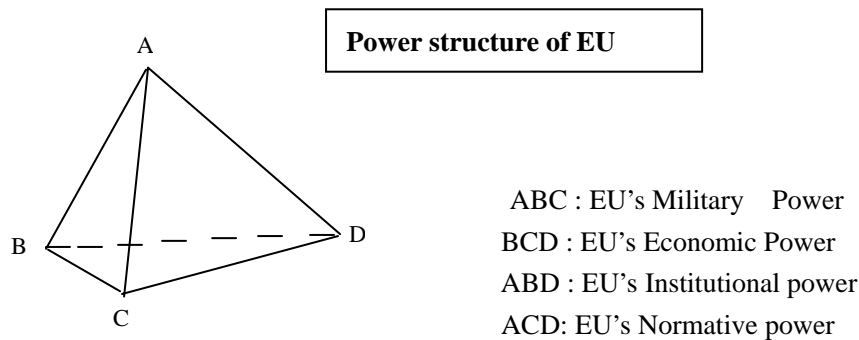 Power structure of EU
A
B
D
C
ABC : EU’s Military Power
BCD : EU’s Economic Power
ABD : EU’s Institutional power
ACD: EU’s Normative power